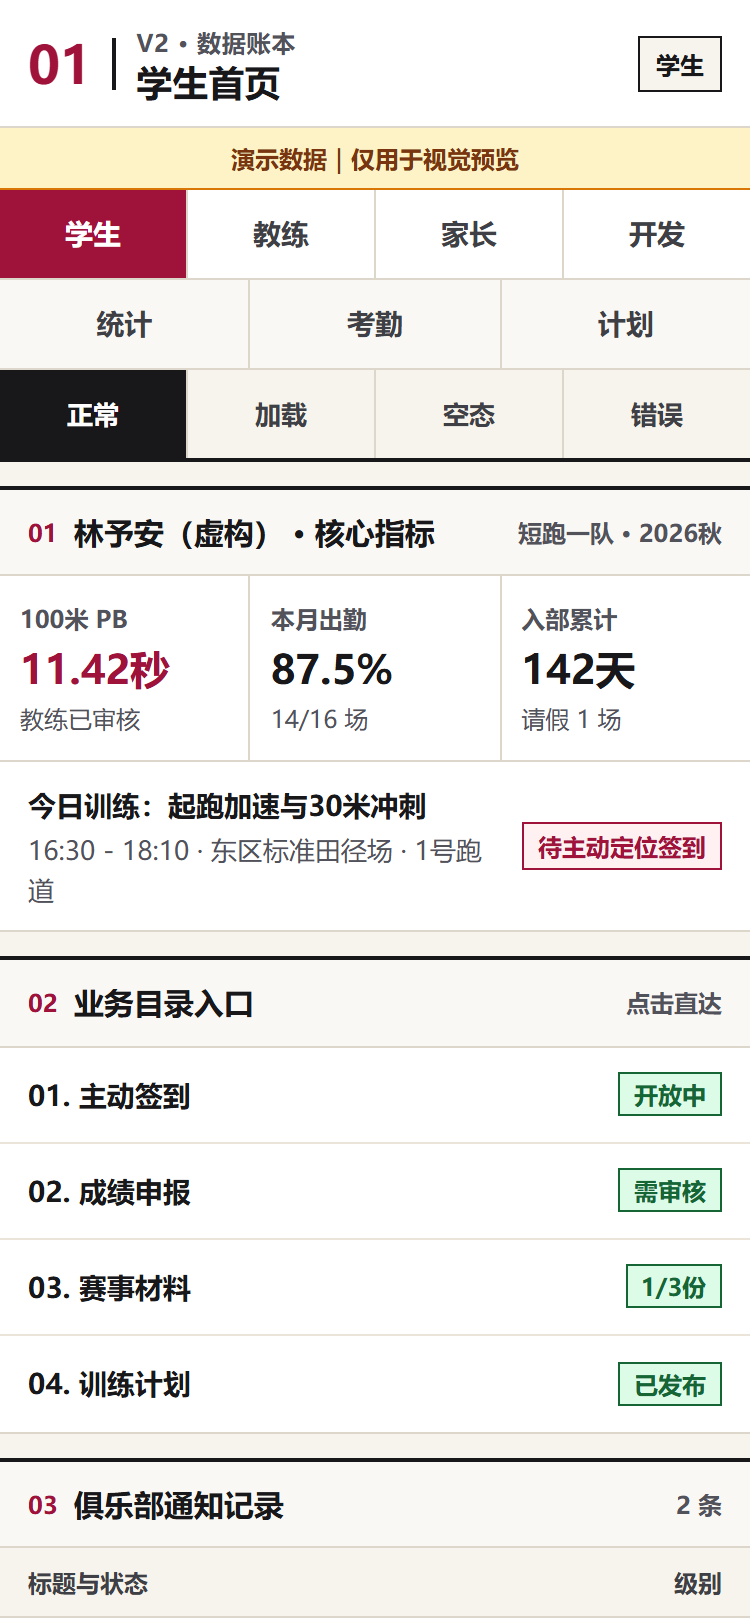 01
V2 • 数据账本
学生首页
学生
演示数据 | 仅用于视觉预览
学生 教练 家长 开发
统计 考勤 计划
正常 加载 空态 错误
01 林予安（虚构）• 核心指标 短跑一队 • 2026秋
100米 PB 本月出勤 入部累计
11.42秒 87.5% 142天
教练已审核 14/16 场 请假 1 场
今日训练：起跑加速与30米冲刺
16:30 - 18:10 · 东区标准田径场 · 1号跑
道
待主动定位签到
02 业务目录入口 点击直达
01. 主动签到 开放中
02. 成绩申报 需审核
03. 赛事材料 1/3份
04. 训练计划 已发布
03 俱乐部通知记录 2 条
标题与状态 级别